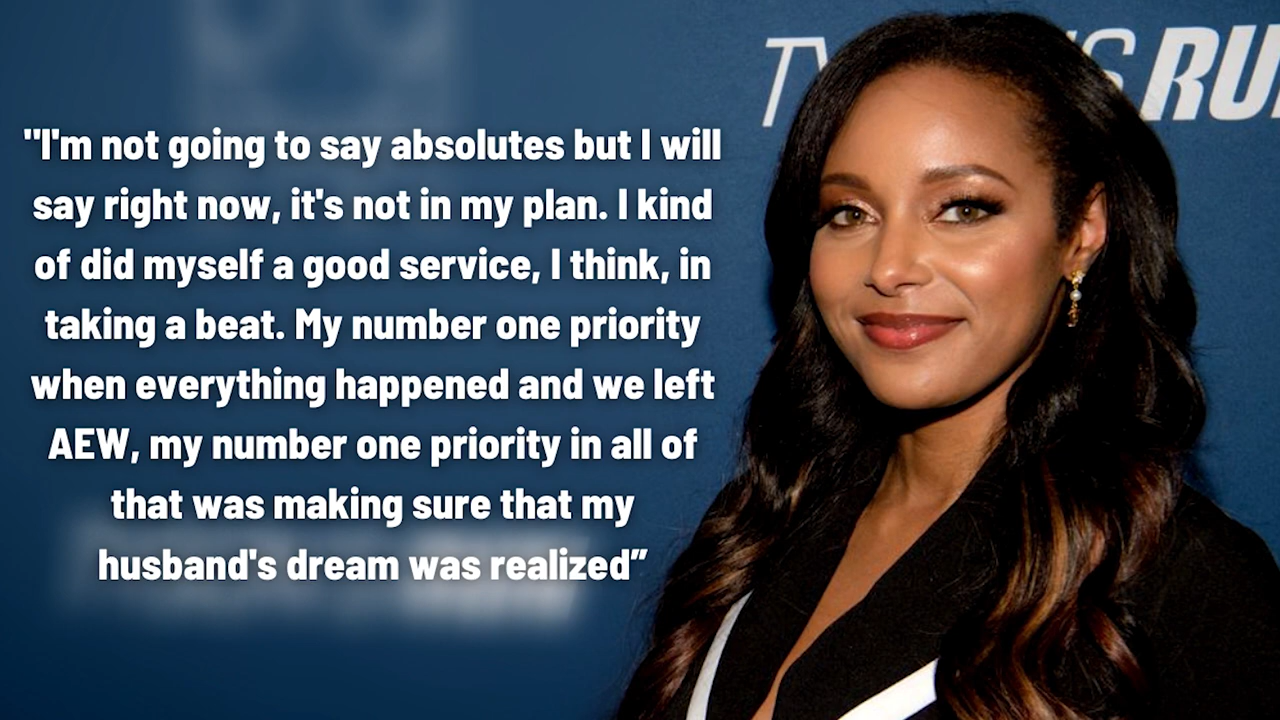 "I'm not going to say absolutes but I will
say right now, it's not in my plan. I kind
of did myself a good service, I think, in
taking a beat. My number one priority
when everything happened and we left
AEW, my number one priority in all of
that was making sure that my
husband's dream was realized”